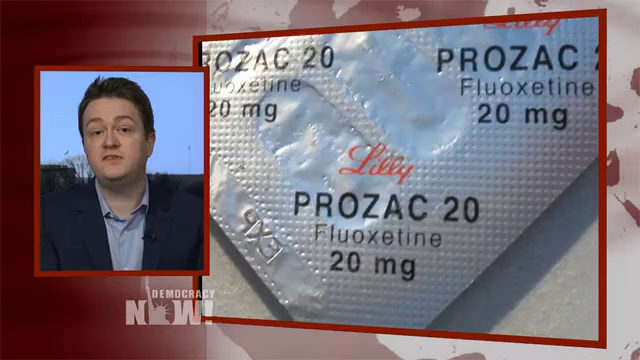 Lilly
PROZAC 20
Fluoxetine
20 mg
PROZAC 2
Fluoxetine
20 mg
Lilly
PROZAC 20
Fluoxetine
20 mg
EXP
DEMOCRACY
NOW!